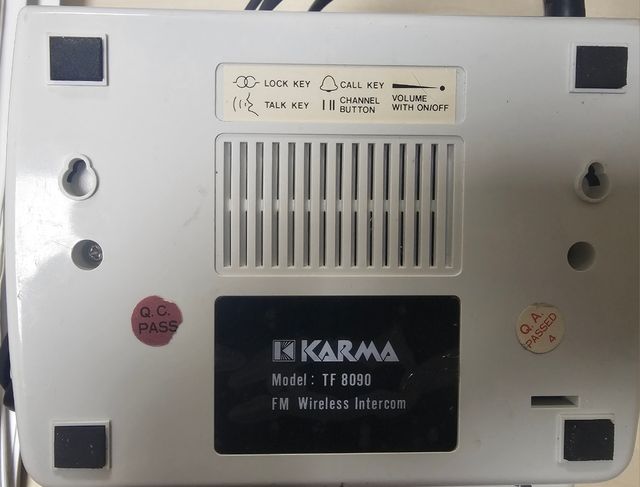 LOCK KEY CALL KEY
TALK KEY CHANNEL BUTTON VOLUME WITH ON/OFF
Q.C. PASS
Q.A. PASSED 4
KARMA
Model: TF 8090
FM Wireless Intercom